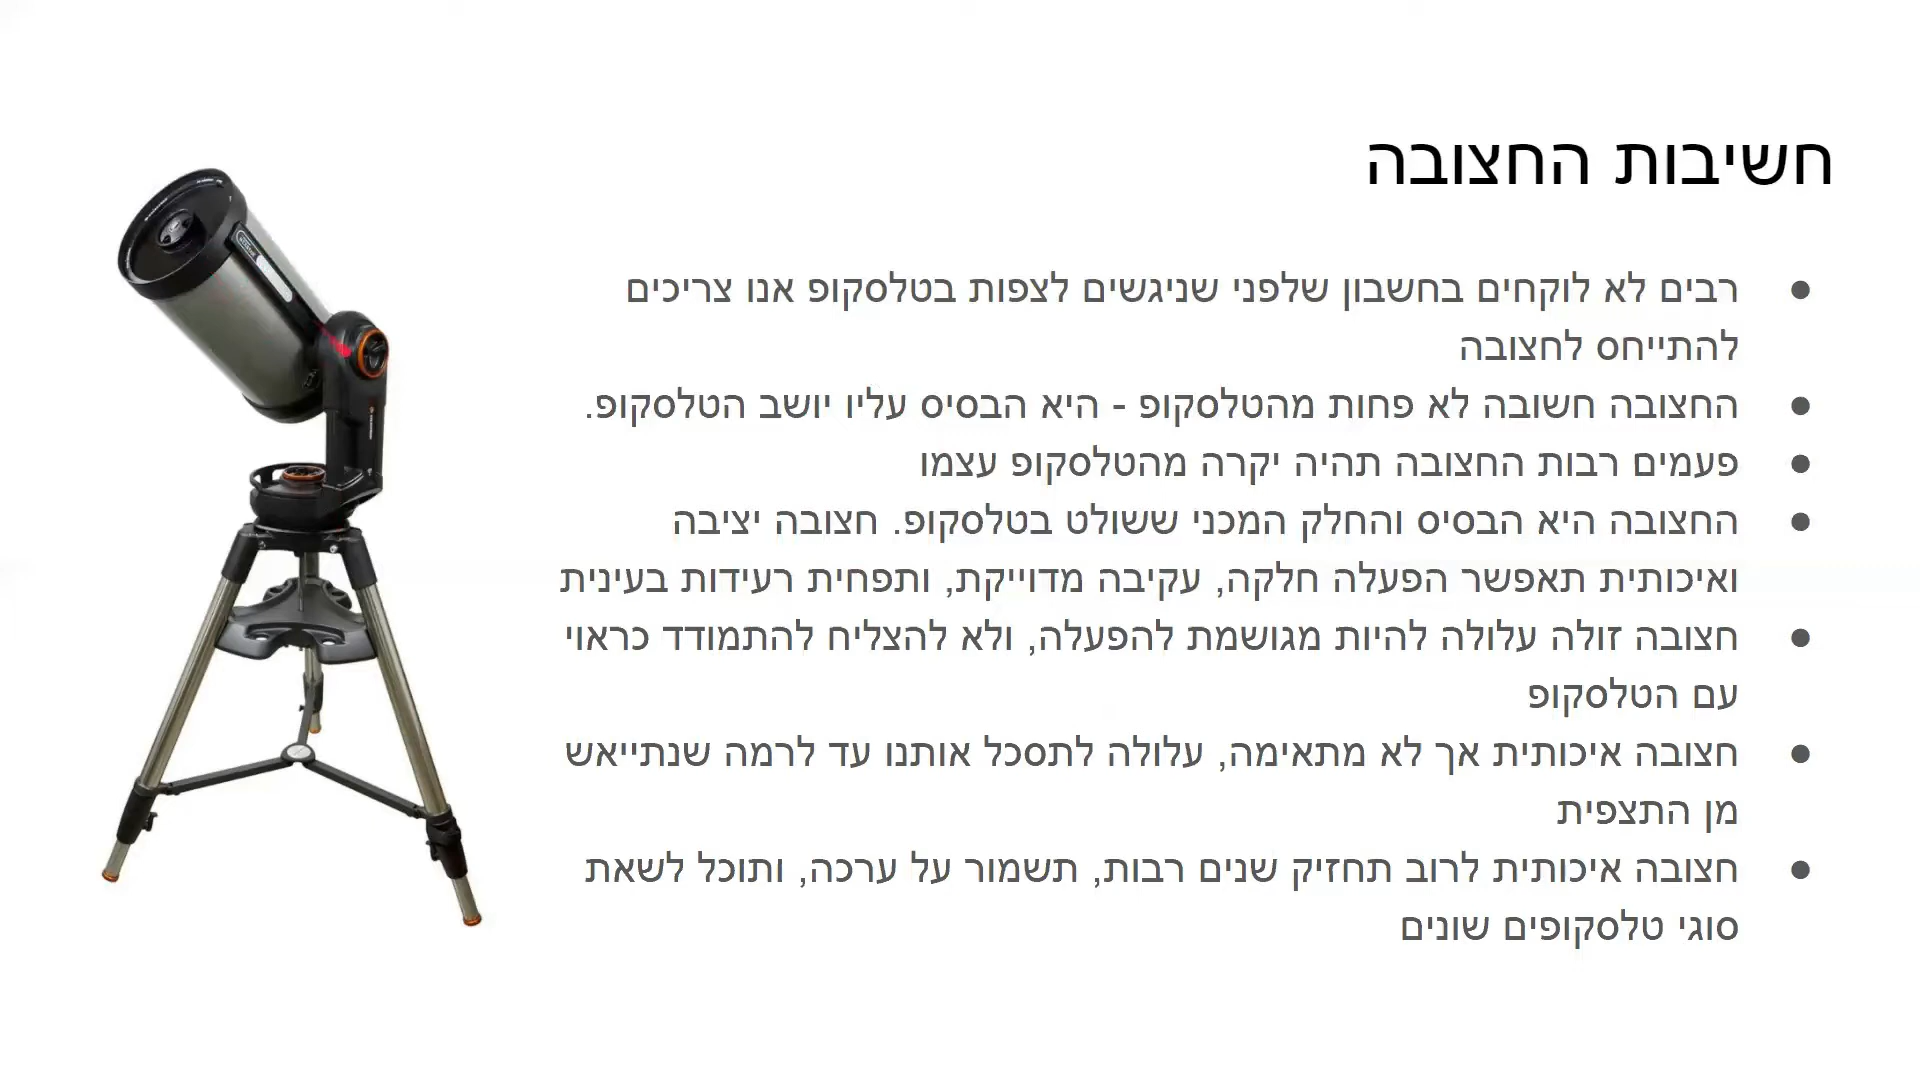 חשיבות החצובה
● רבים לא לוקחים בחשבון שלפני שניגשים לצפות בטלסקופ אנו צריכים
להתייחס לחצובה
● החצובה חשובה לא פחות מהטלסקופ - היא הבסיס עליו יושב הטלסקופ.
● פעמים רבות החצובה תהיה יקרה מהטלסקופ עצמו
● החצובה היא הבסיס והחלק המכני ששולט בטלסקופ. חצובה יציבה
ואיכותית תאפשר הפעלה חלקה, עקיבה מדוייקת, ותפחית רעידות בעינית
● חצובה זולה עלולה להיות מגושמת להפעלה, ולא להצליח להתמודד כראוי
עם הטלסקופ
● חצובה איכותית אך לא מתאימה, עלולה לתסכל אותנו עד לרמה שנתייאש
מן התצפית
● חצובה איכותית לרוב תחזיק שנים רבות, תשמור על ערכה, ותוכל לשאת
סוגי טלסקופים שונים